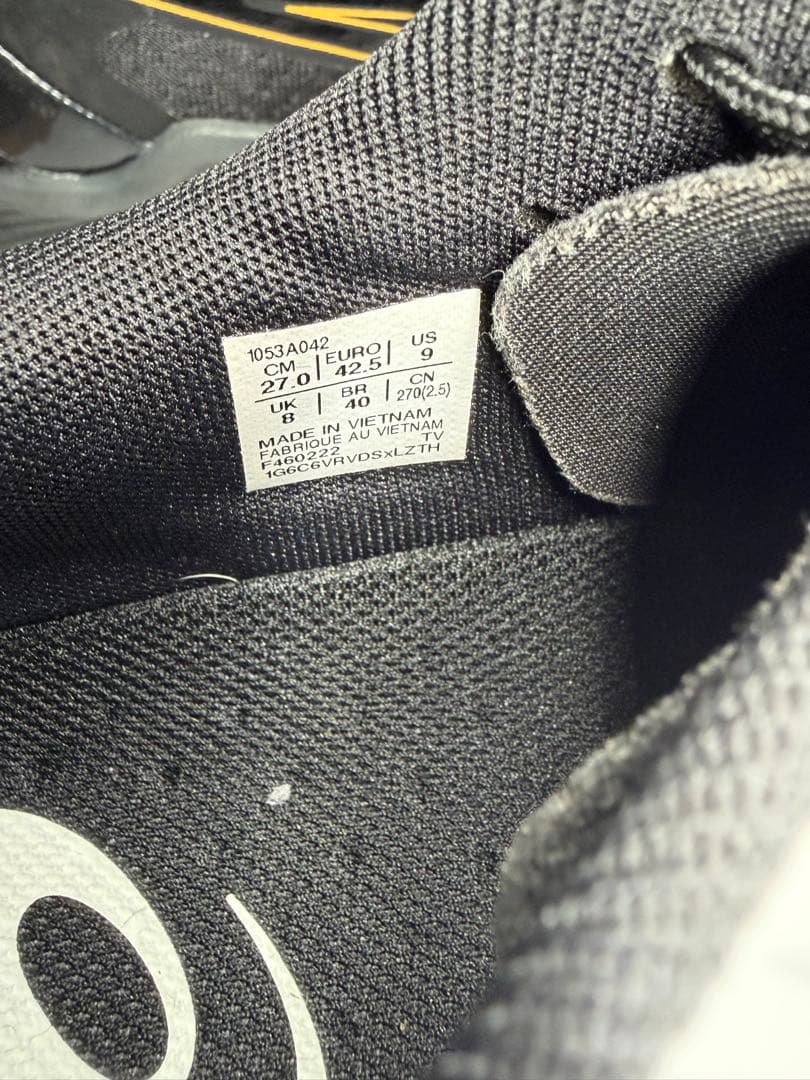 1053A042
CM 27.0 | EURO 42.5 | US 9
UK 8 | BR 40 | CN 270(2.5)
MADE IN VIETNAM
FABRIQUE AU VIETNAM
F460222 TV
1G6C6VRVDSxLZTH